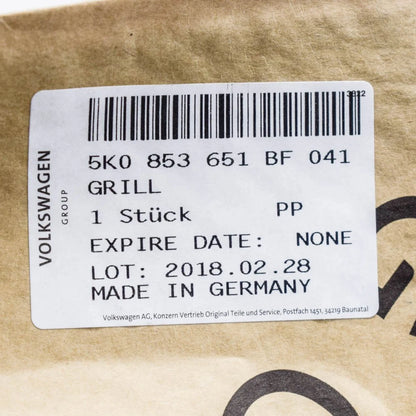 3822
VOLKSWAGEN
GROUP
5K0 853 651 BF 041
GRILL
1 Stück PP
EXPIRE DATE: NONE
LOT: 2018.02.28
MADE IN GERMANY
Volkswagen AG, Konzern Vertrieb Original Teile und Service, Postfach 1451, 34219 Baunatal